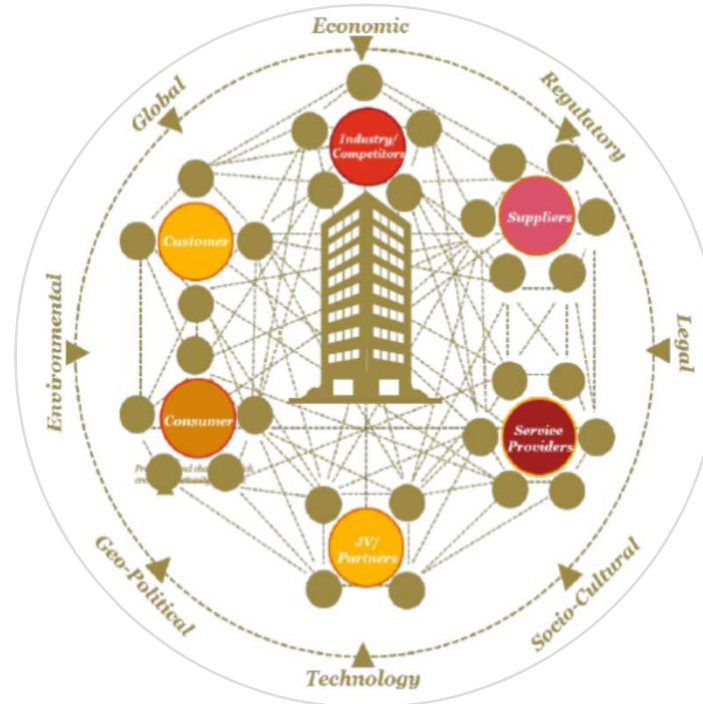 Economic
Global
Regulatory
Industry/
Competitors
Suppliers
Customer
Environmental
Legal
Consumer
Service
Providers
JV/
Partners
Geo-Political
Socio-Cultural
Technology